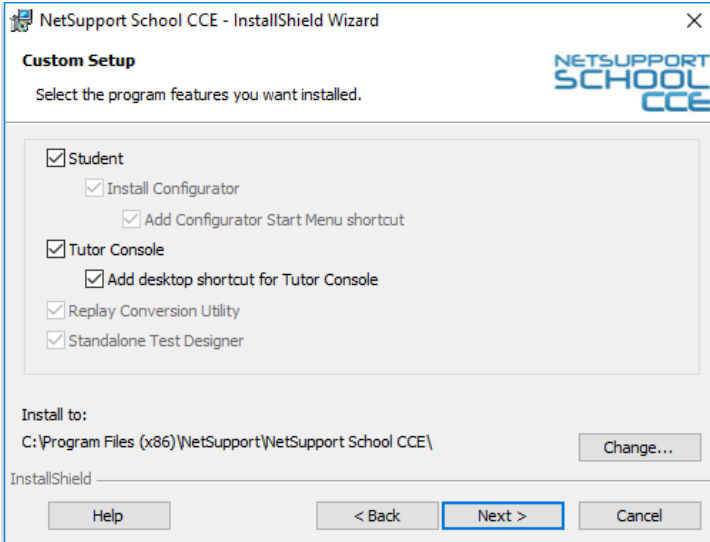 NetSupport School CCE - InstallShield Wizard
Custom Setup
Select the program features you want installed.
NETSUPPORT
SCHOOL
CCE
Student
Install Configurator
Add Configurator Start Menu shortcut
Tutor Console
Add desktop shortcut for Tutor Console
Replay Conversion Utility
Standalone Test Designer
Install to:
C:\Program Files (x86)\NetSupport\NetSupport School CCE\
Change...
InstallShield
Help
< Back
Next >
Cancel